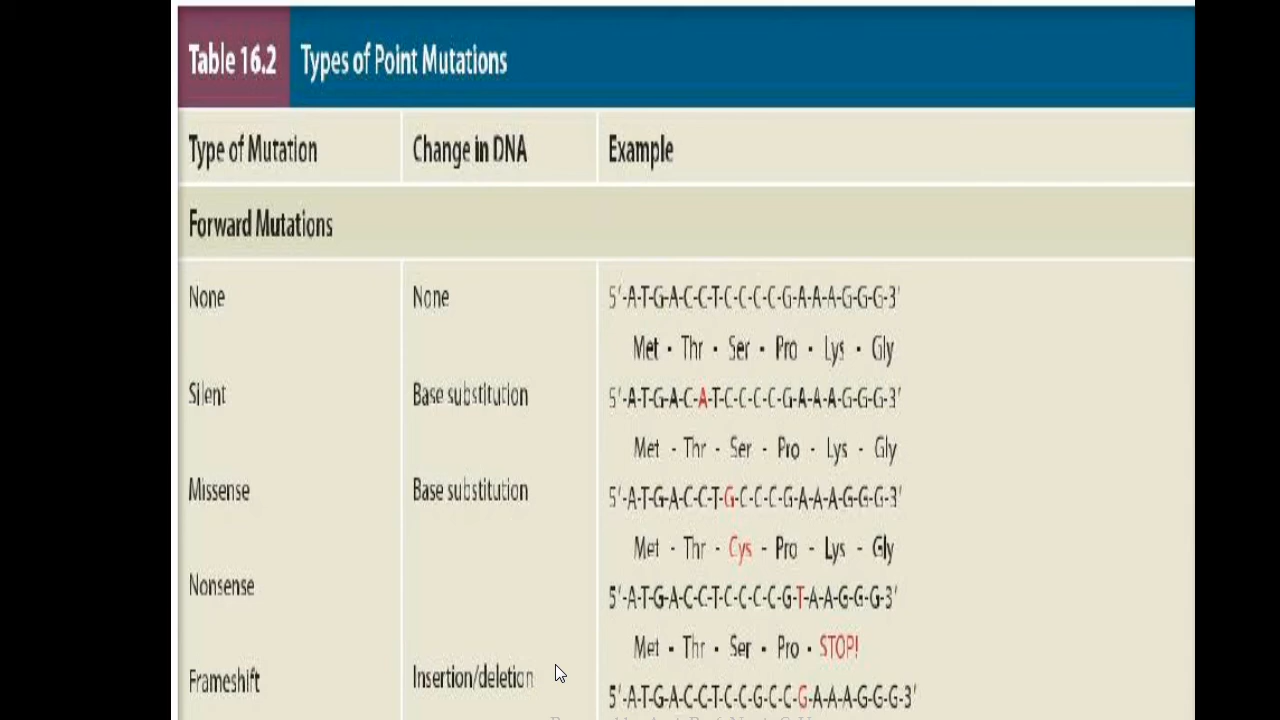 Table 16.2 Types of Point Mutations
Type of Mutation Change in DNA Example
Forward Mutations
None None 5'-A-T-G-A-C-C-T-C-C-C-C-G-A-A-A-G-G-G-3'
Met - Thr - Ser - Pro - Lys - Gly
Silent Base substitution 5'-A-T-G-A-C-A-T-C-C-C-C-G-A-A-A-G-G-G-3'
Met - Thr - Ser - Pro - Lys - Gly
Missense Base substitution 5'-A-T-G-A-C-C-T-G-C-C-C-G-A-A-A-G-G-G-3'
Met - Thr - Cys - Pro - Lys - Gly
Nonsense 5'-A-T-G-A-C-C-T-C-C-C-C-G-T-A-A-G-G-G-3'
Met - Thr - Ser - Pro - STOP!
Frameshift Insertion/deletion 5'-A-T-G-A-C-C-T-C-C-G-C-C-G-A-A-A-G-G-G-3'